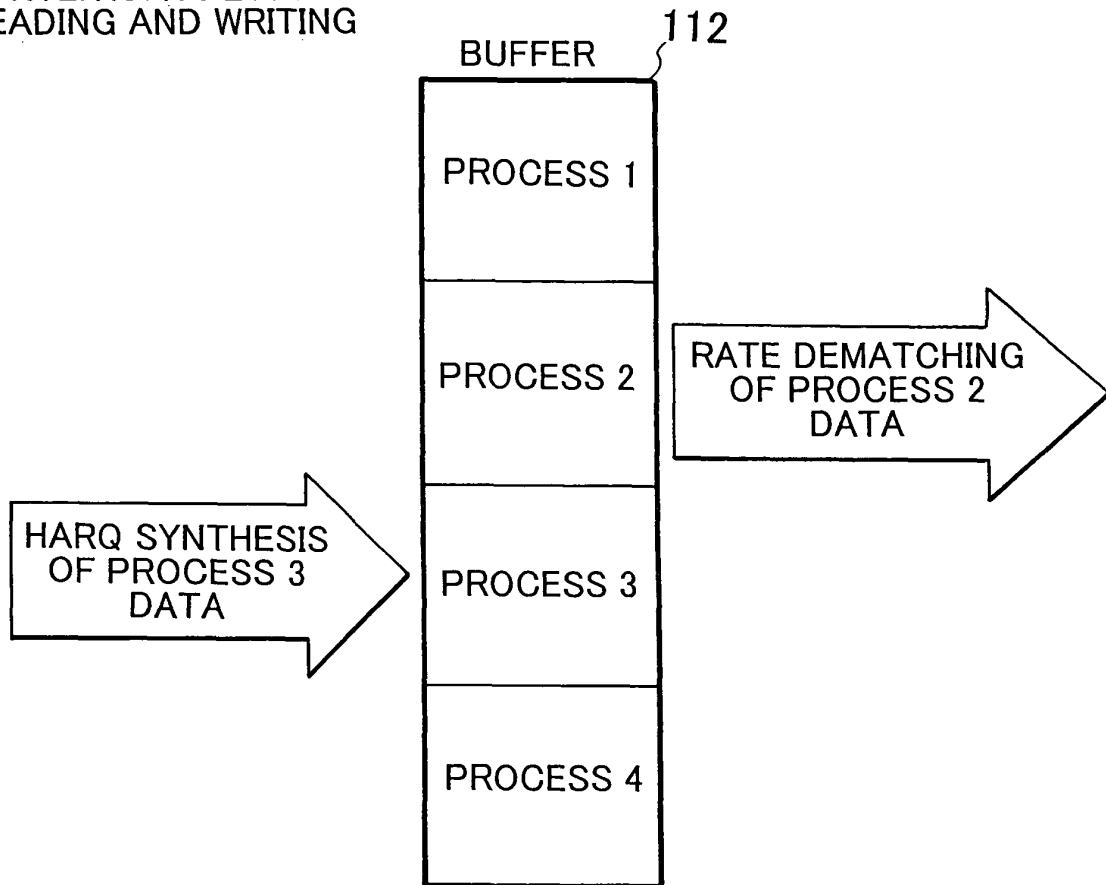 EADING AND WRITING
BUFFER
112
PROCESS 1
PROCESS 2
RATE DEMATCHING
OF PROCESS 2
DATA
HARQ SYNTHESIS
OF PROCESS 3
DATA
PROCESS 3
PROCESS 4